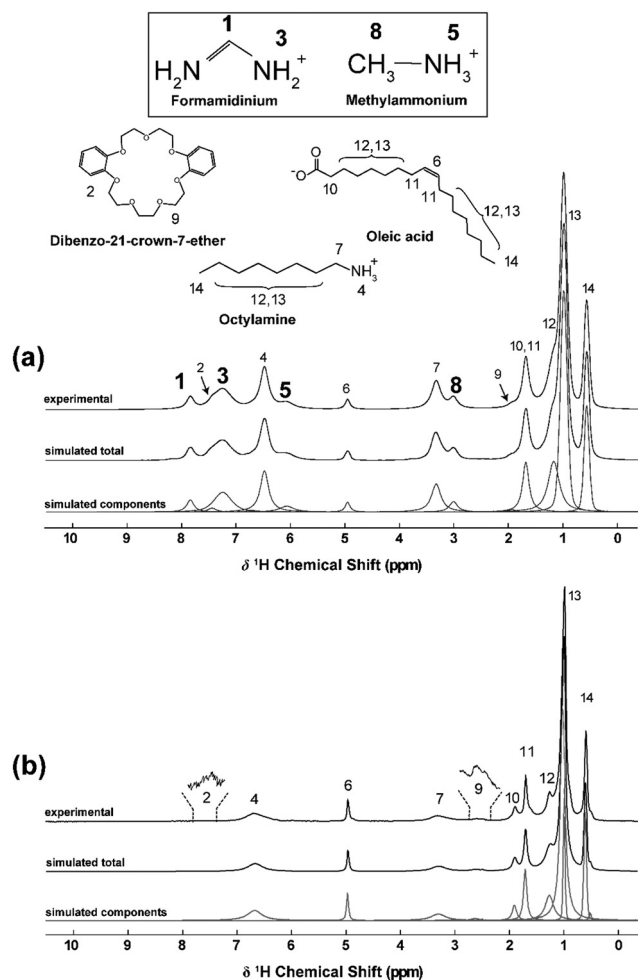 1
3
8
5
H₂N
NH₂⁺
CH₃—NH₃⁺
Formamidinium
Methylammonium
O
O
O
O
O
O
O
2
9
Dibenzo-21-crown-7-ether
O
⁻O
12,13
6
10
11
11
12,13
14
Oleic acid
7
NH₃⁺
14
12,13
4
Octylamine
(a)
1
2
3
4
5
6
7
8
9
10,11
12
13
14
experimental
simulated total
simulated components
10 9 8 7 6 5 4 3 2 1 0
δ ¹H Chemical Shift (ppm)
(b)
2
4
6
7
9
10
11
12
13
14
experimental
simulated total
simulated components
10 9 8 7 6 5 4 3 2 1 0
δ ¹H Chemical Shift (ppm)